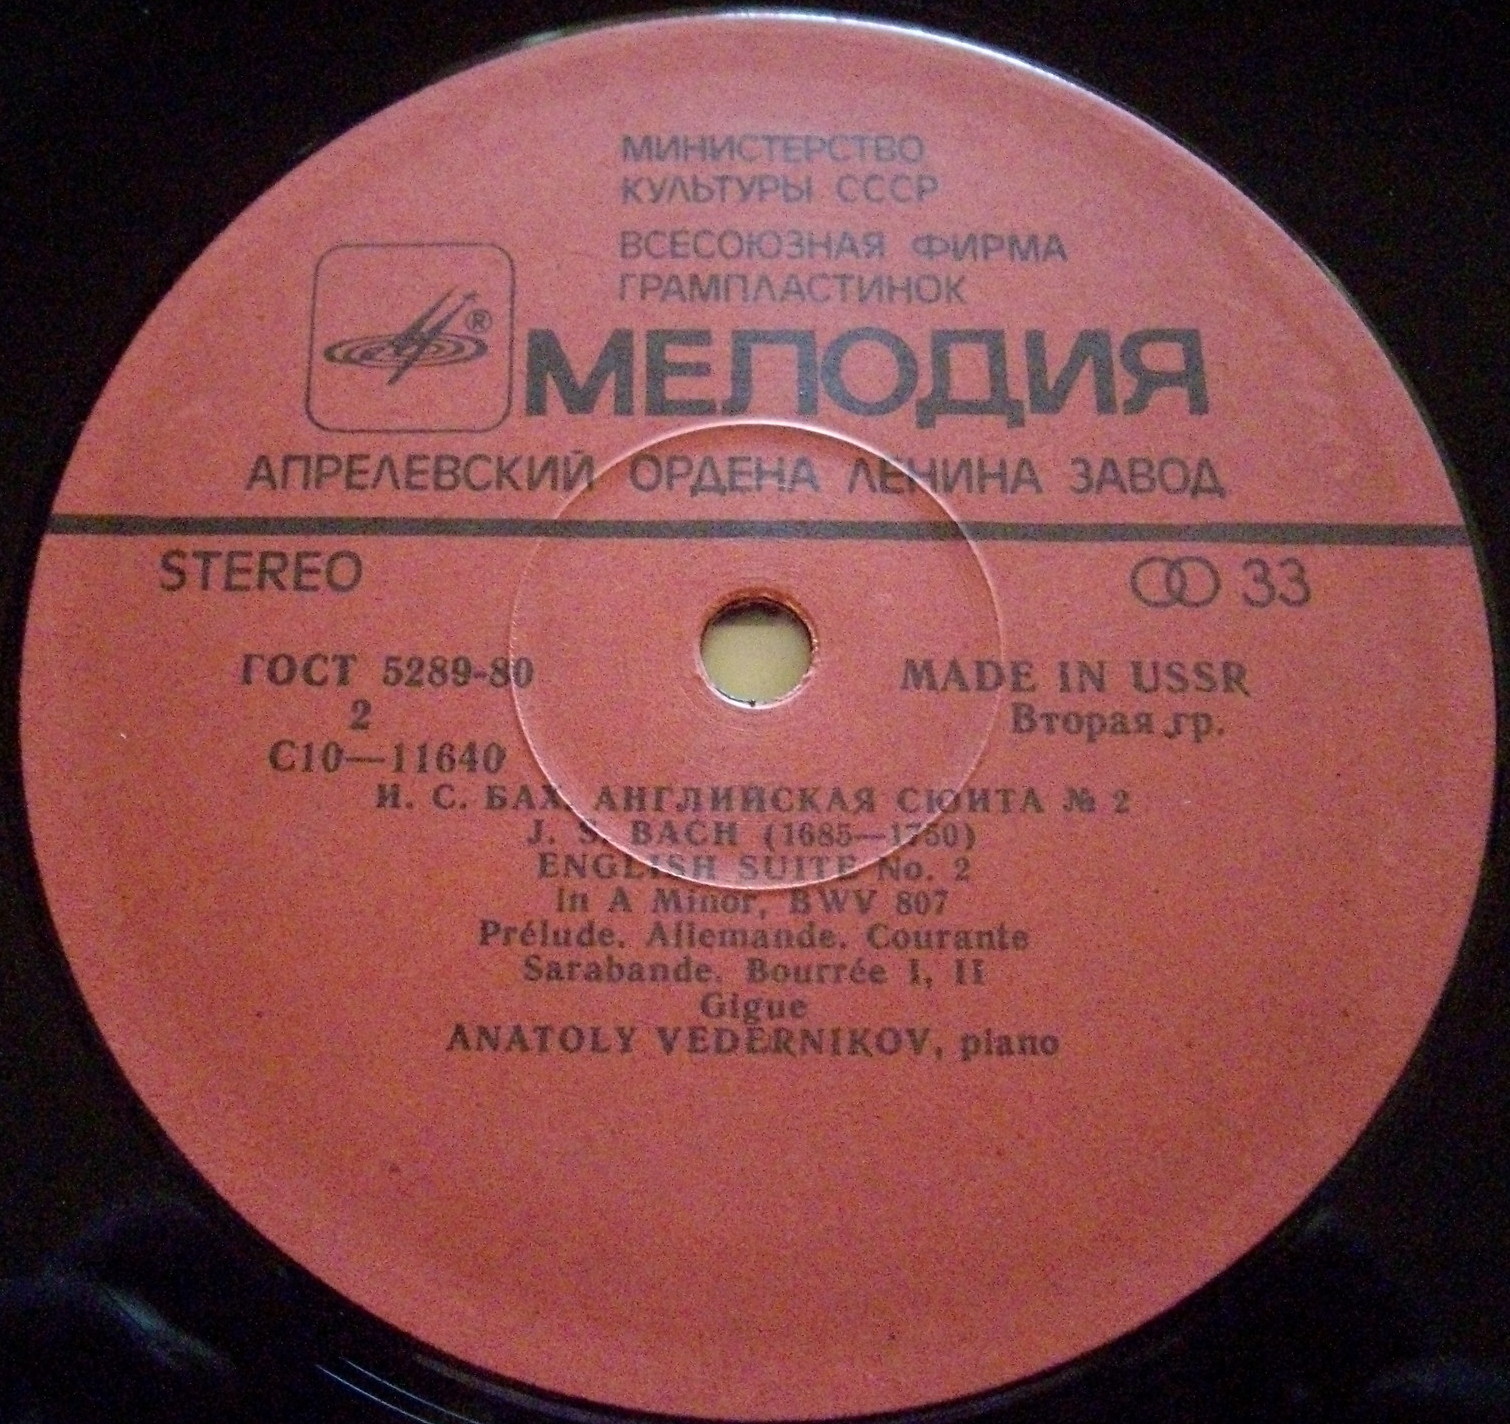 МИНИСТЕРСТВО
КУЛЬТУРЫ СССР
ВСЕСОЮЗНАЯ ФИРМА
ГРАМПЛАСТИНОК
®
МЕЛОДИЯ
АПРЕЛЕВСКИЙ ОРДЕНА ЛЕНИНА ЗАВОД
STEREO
33
ГОСТ 5289-80
MADE IN USSR
2
Вторая гр.
С10—11640
И. С. БАХ. АНГЛИЙСКАЯ СЮИТА № 2
J. S. BACH (1685—1750)
ENGLISH SUITE No. 2
In A Minor, BWV 807
Prélude. Allemande. Courante
Sarabande. Bourrée I, II
Gigue
ANATOLY VEDERNIKOV, piano